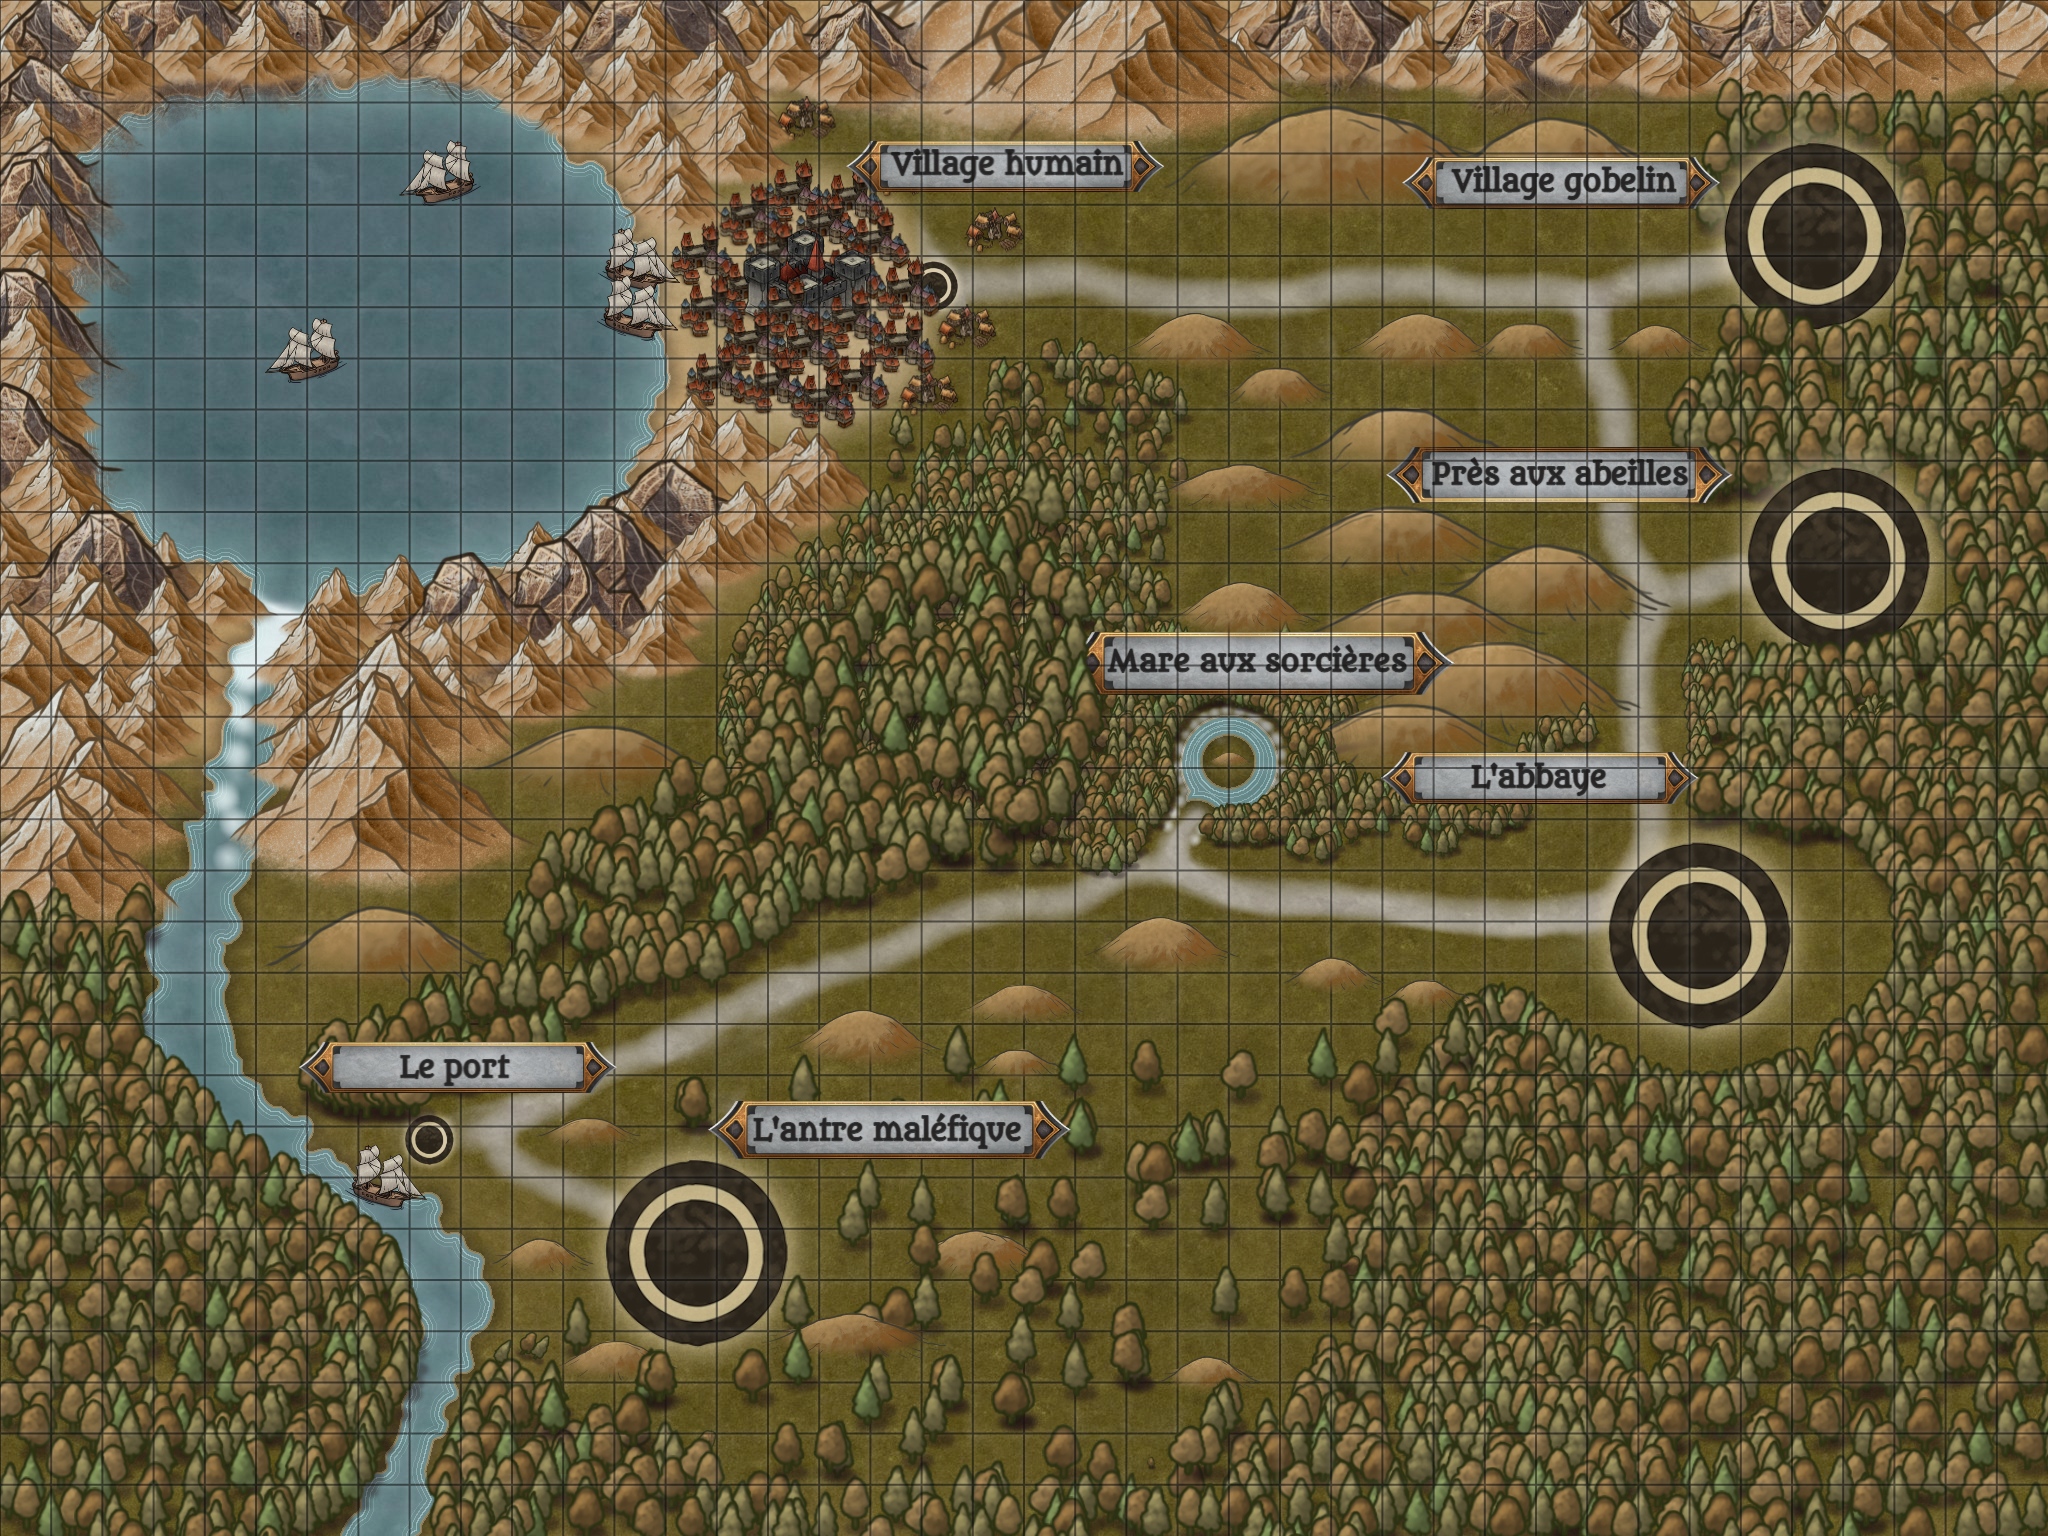 Village humain
Village gobelin
Près aux abeilles
Mare aux sorcières
L'abbaye
Le port
L'antre maléfique